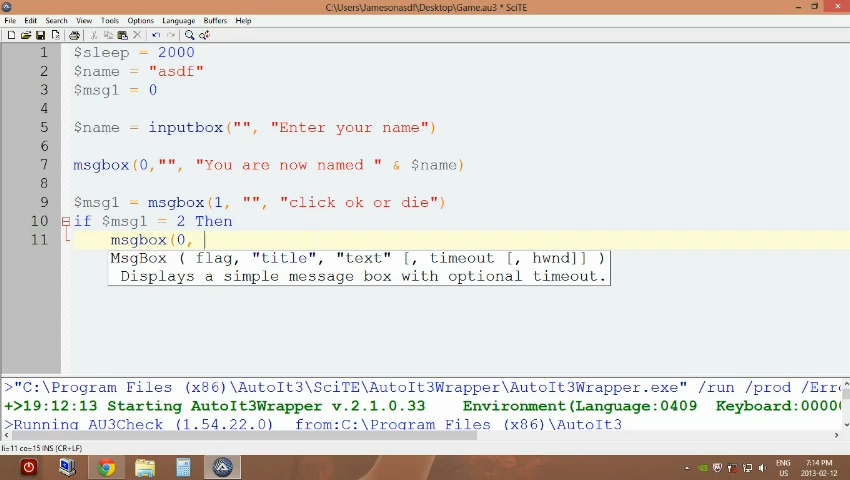 C:\Users\Jamesonasdf\Desktop\Game.au3 * SciTE
File Edit Search View Tools Options Language Buffers Help
1 $sleep = 2000
2 $name = "asdf"
3 $msg1 = 0
4
5 $name = inputbox("", "Enter your name")
6
7 msgbox(0,"", "You are now named " & $name)
8
9 $msg1 = msgbox(1, "", "click ok or die")
10 if $msg1 = 2 Then
11 msgbox(0,
MsgBox ( flag, "title", "text" [, timeout [, hwnd]] )
Displays a simple message box with optional timeout.
>"C:\Program Files (x86)\AutoIt3\SciTE\AutoIt3Wrapper\AutoIt3Wrapper.exe" /run /prod /Erro
+>19:12:13 Starting AutoIt3Wrapper v.2.1.0.33 Environment(Language:0409 Keyboard:00000
>Running AU3Check (1.54.22.0) from:C:\Program Files (x86)\AutoIt3
li=11 co=15 INS (CR+LF)
ENG 7:14 PM
US 2013-02-12